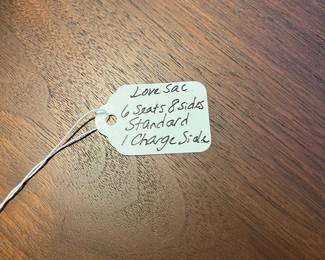 Love Sac
6 Seats 8 sides
Standard
1 Charge Side